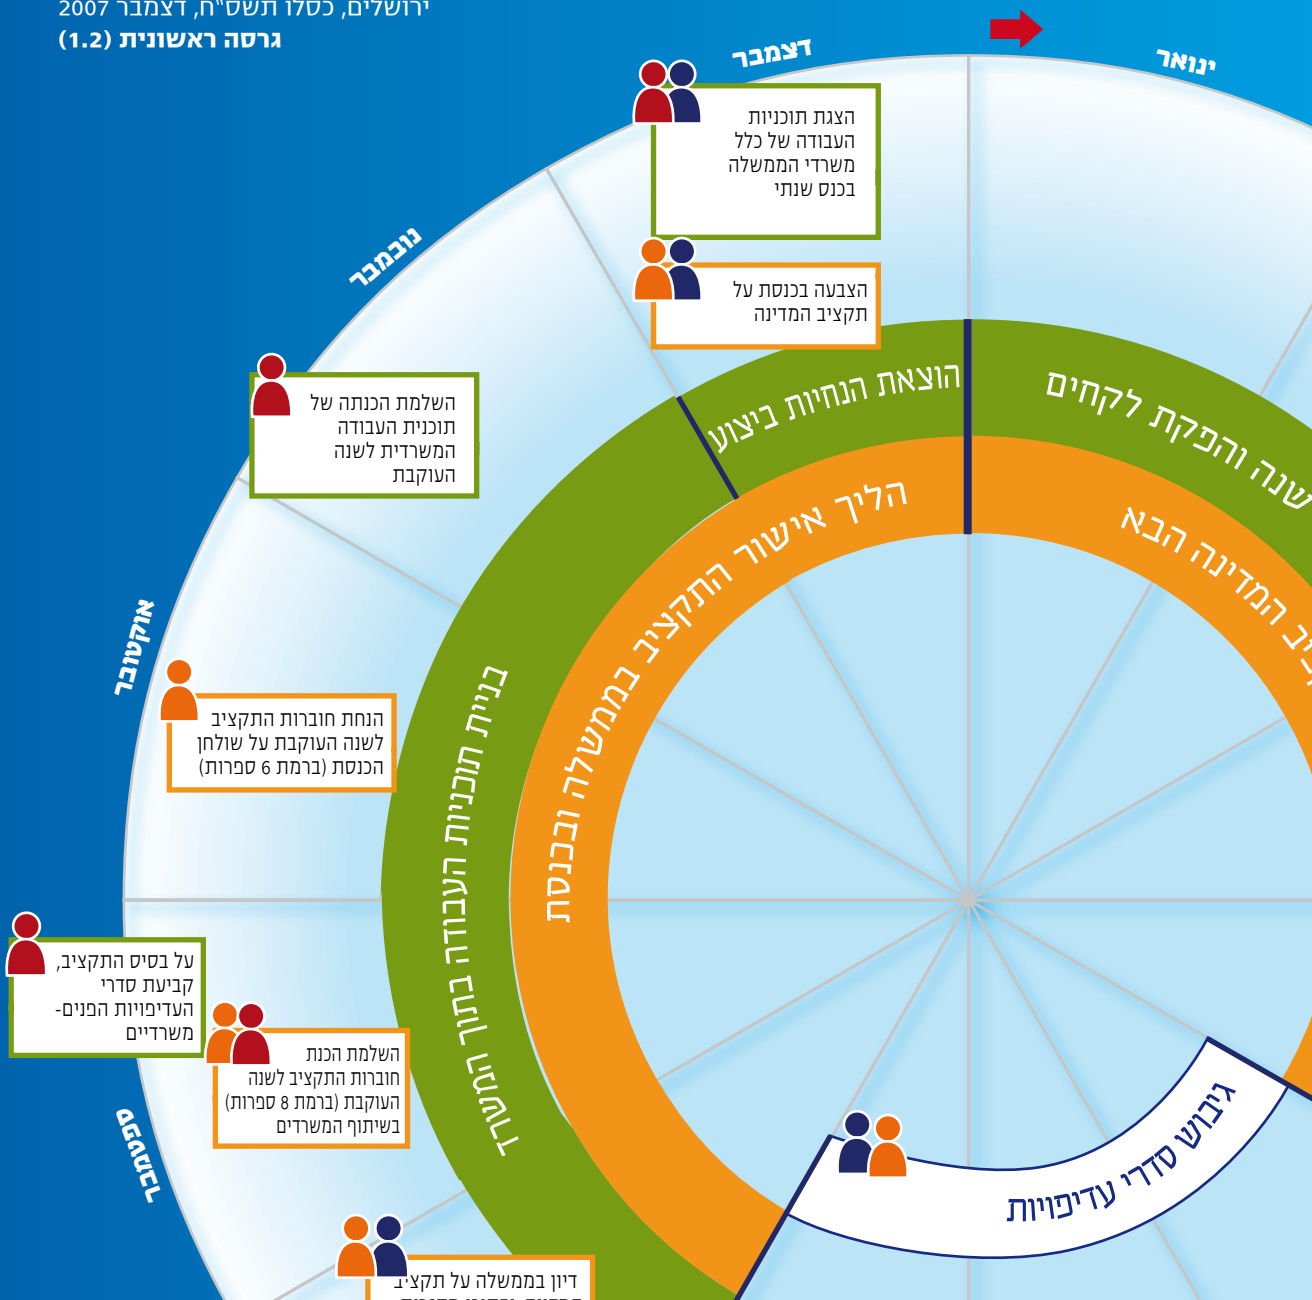 ירושלים, כסלו תשס"ח, דצמבר 2007
גרסה ראשונית (1.2)
ינואר
דצמבר
הצגת תוכניות
העבודה של כלל
משרדי הממשלה
בכנס שנתי
הצבעה בכנסת על
תקציב המדינה
נובמבר
השלמת הכנתה של
תוכנית העבודה
המשרדית לשנה
העוקבת
אוקטובר
הנחת חוברות התקציב
לשנה העוקבת על שולחן
הכנסת (ברמת 6 ספרות)
ספטמבר
על בסיס התקציב,
קביעת סדרי
העדיפויות הפנים-
משרדיים
השלמת הכנת
חוברות התקציב לשנה
העוקבת (ברמת 8 ספרות)
בשיתוף המשרדים
דיון בממשלה על תקציב
שנה והפקת לקחים
הוצאת הנחיות ביצוע
בניית תוכניות העבודה בתוך המשרד
המדינה הבא
הליך אישור התקציב בממשלה ובכנסת
גיבוש סדרי עדיפויות